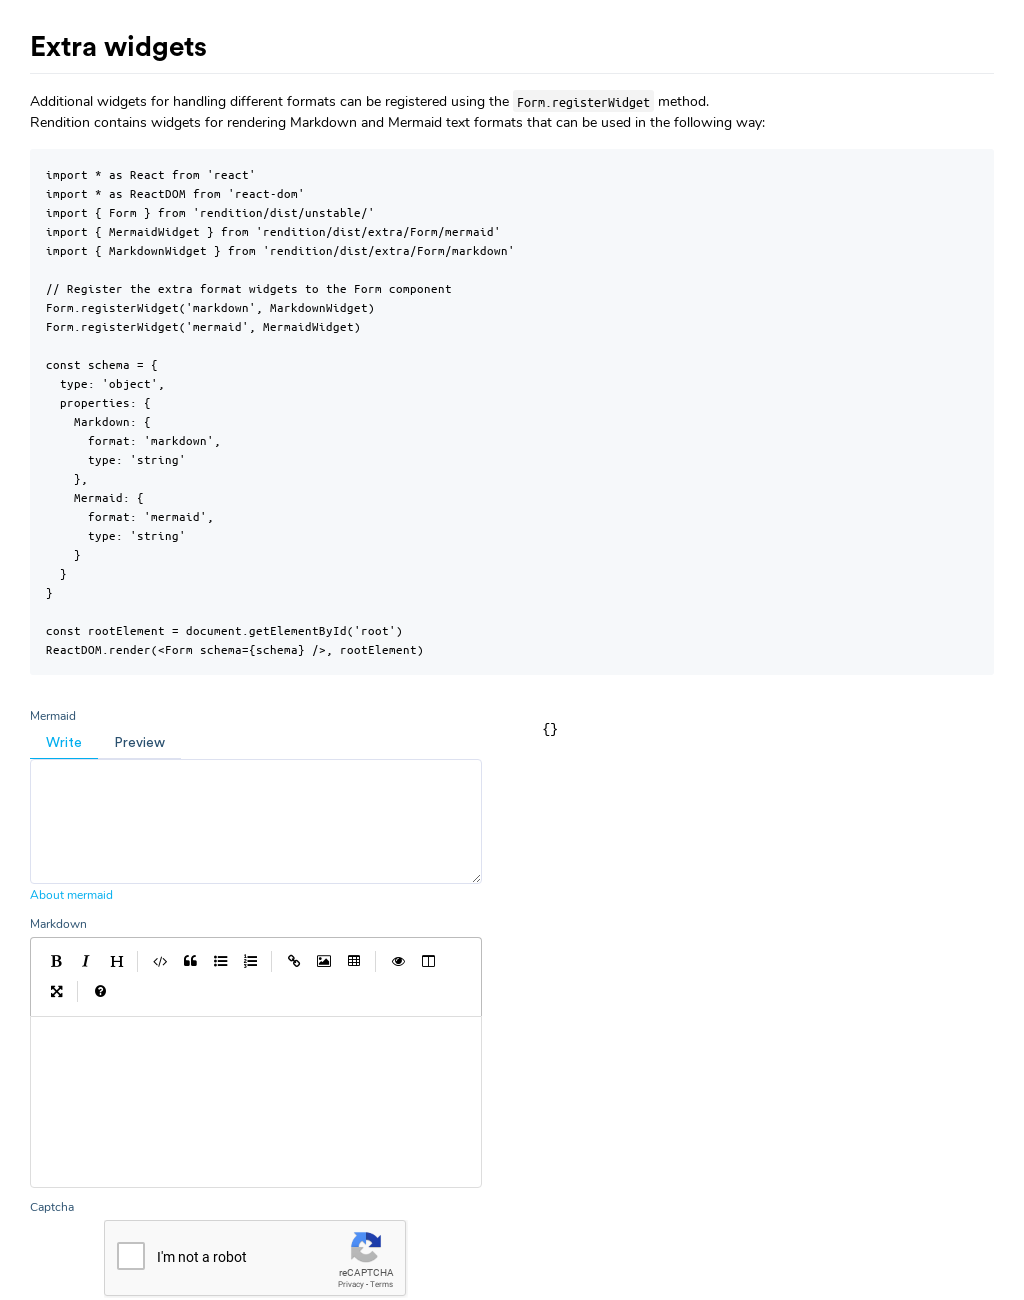 Extra widgets
Additional widgets for handling different formats can be registered using the Form.registerWidget method.
Rendition contains widgets for rendering Markdown and Mermaid text formats that can be used in the following way:
import * as React from 'react'
import * as ReactDOM from 'react-dom'
import { Form } from 'rendition/dist/unstable/'
import { MermaidWidget } from 'rendition/dist/extra/Form/mermaid'
import { MarkdownWidget } from 'rendition/dist/extra/Form/markdown'

// Register the extra format widgets to the Form component
Form.registerWidget('markdown', MarkdownWidget)
Form.registerWidget('mermaid', MermaidWidget)

const schema = {
  type: 'object',
  properties: {
    Markdown: {
      format: 'markdown',
      type: 'string'
    },
    Mermaid: {
      format: 'mermaid',
      type: 'string'
    }
  }
}

const rootElement = document.getElementById('root')
ReactDOM.render(<Form schema={schema} />, rootElement)
Mermaid
{}
Write Preview
About mermaid
Markdown
B I H
Captcha
I'm not a robot
reCAPTCHA
Privacy - Terms